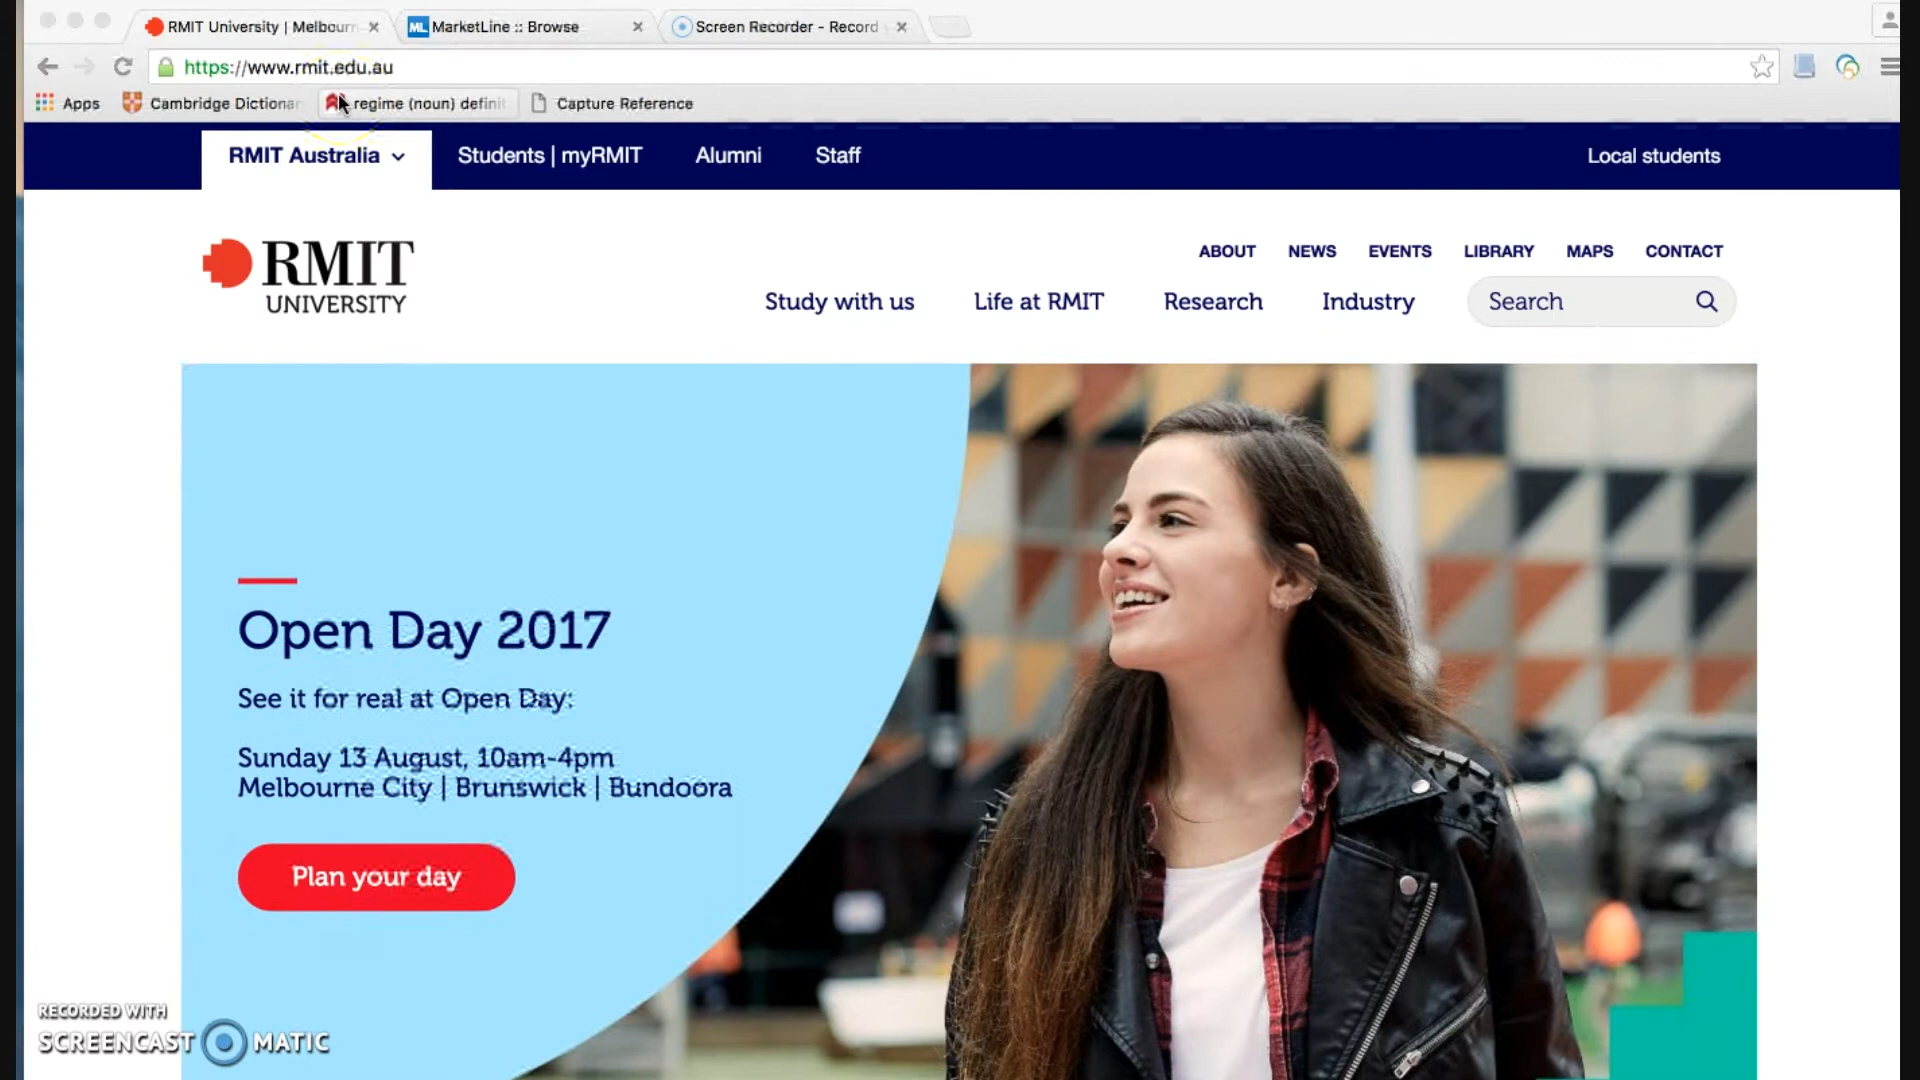 RMIT University | Melbourn
ML MarketLine :: Browse
Screen Recorder - Record
https://www.rmit.edu.au
Apps
Cambridge Dictionar
regime (noun) definit
Capture Reference
RMIT Australia
Students | myRMIT
Alumni
Staff
Local students
RMIT
UNIVERSITY
ABOUT NEWS EVENTS LIBRARY MAPS CONTACT
Study with us Life at RMIT Research Industry
Search
Open Day 2017
See it for real at Open Day:
Sunday 13 August, 10am-4pm
Melbourne City | Brunswick | Bundoora
Plan your day
RECORDED WITH
SCREENCAST MATIC